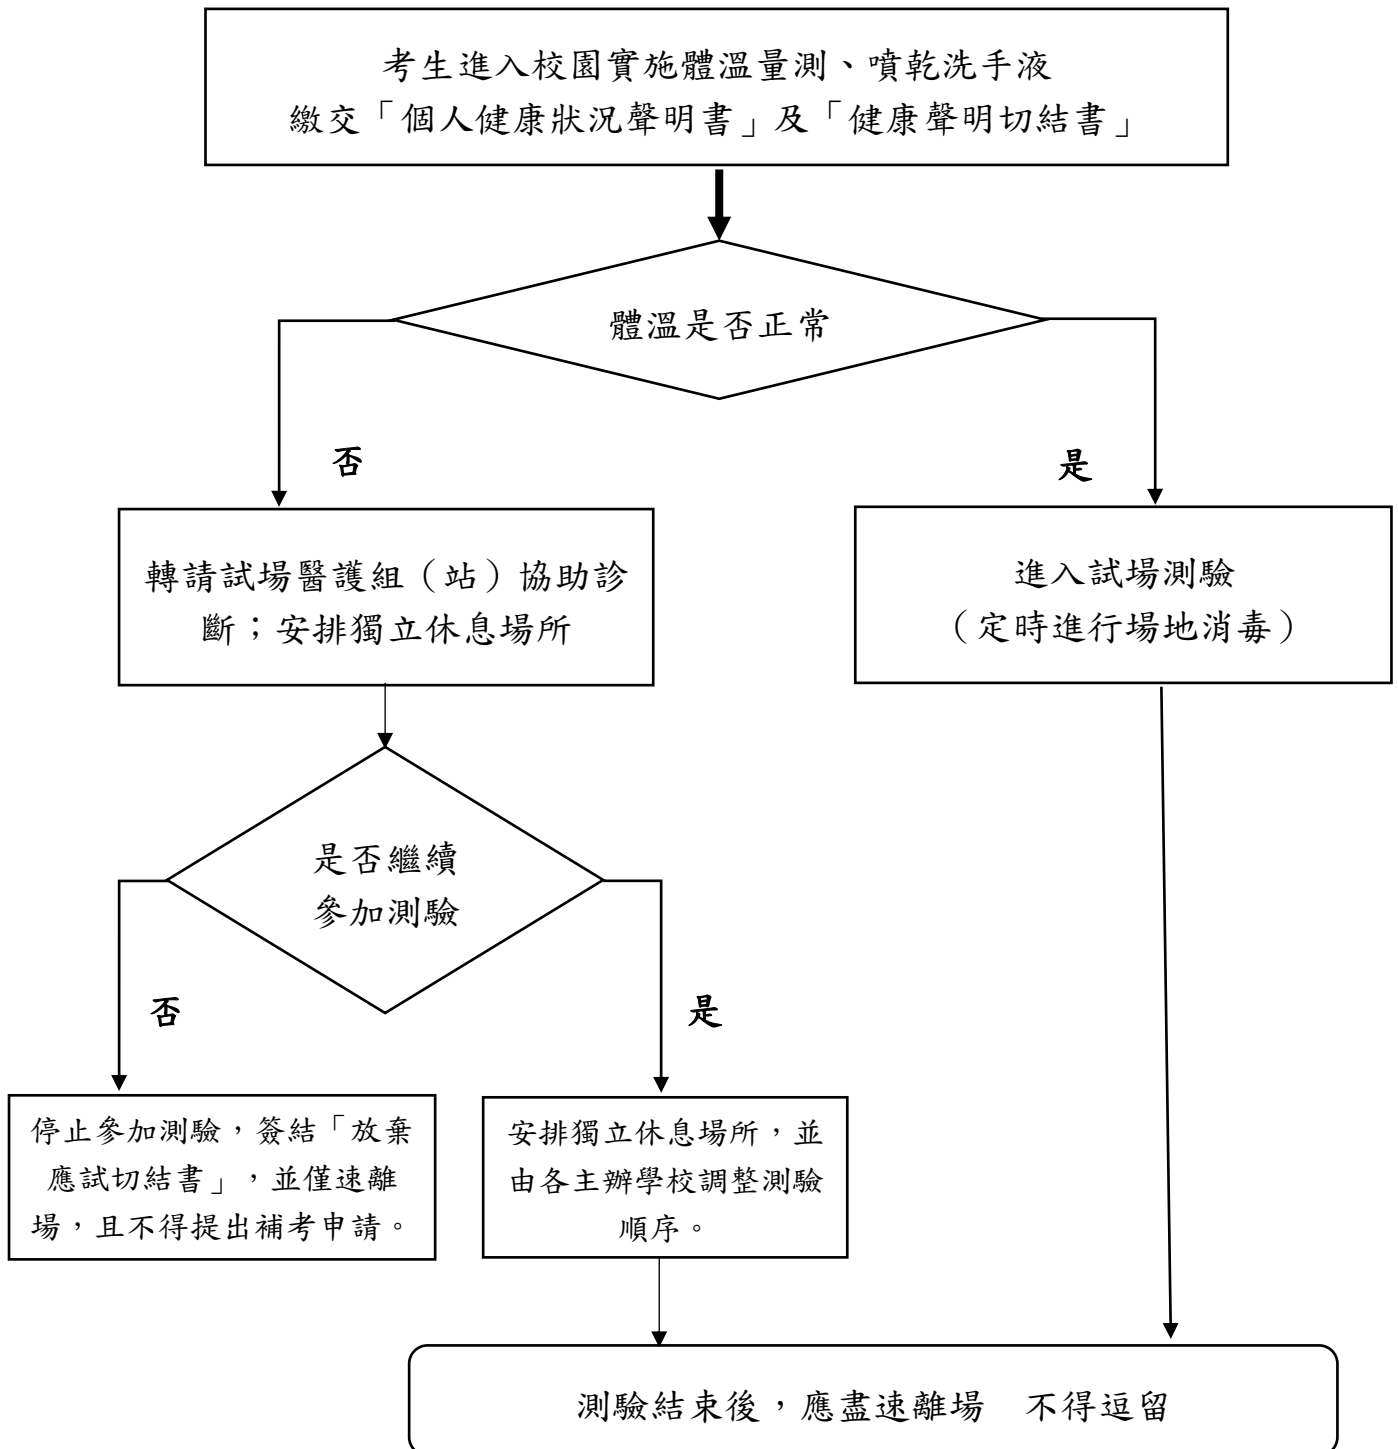 考生進入校園實施體溫量測、噴乾洗手液
繳交「個人健康狀況聲明書」及「健康聲明切結書」
體溫是否正常
否
是
轉請試場醫護組（站）協助診
斷；安排獨立休息場所
進入試場測驗
（定時進行場地消毒）
是否繼續
參加測驗
否
是
停止參加測驗，簽結「放棄
應試切結書」，並僅速離
場，且不得提出補考申請。
安排獨立休息場所，並
由各主辦學校調整測驗
順序。
測驗結束後，應盡速離場　不得逗留